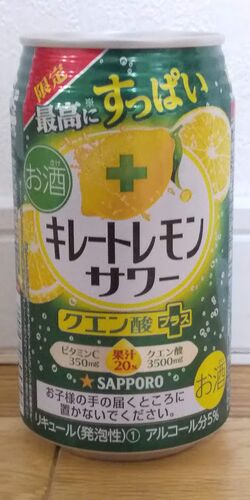 限定
最高に※
すっぱい
お酒
キレートレモン
サワー
クエン酸プラス
ビタミンC
350mg
果汁
20%
クエン酸
3500mg
★SAPPORO
お酒
お子様の手の届くところに
置かないでください。
リキュール(発泡性)① アルコール分5%